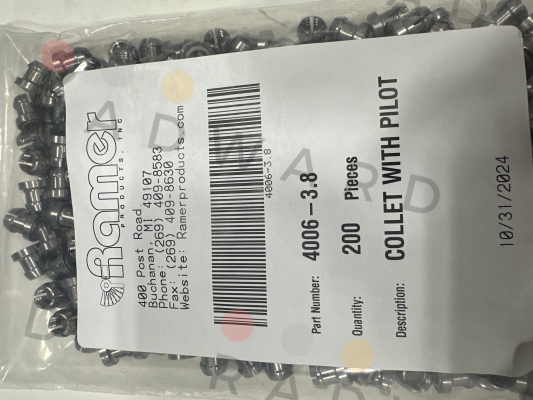 Ramer
PRODUCTS, INC
400 Post Road
Buchanan, MI 49107
Phone: (269) 409-8583
Fax: (269) 409-8630
Website: Ramerproducts.com
4006-3.8
Part Number: 4006-3.8
Quantity: 200 Pieces
Description: COLLET WITH PILOT
10/31/2024